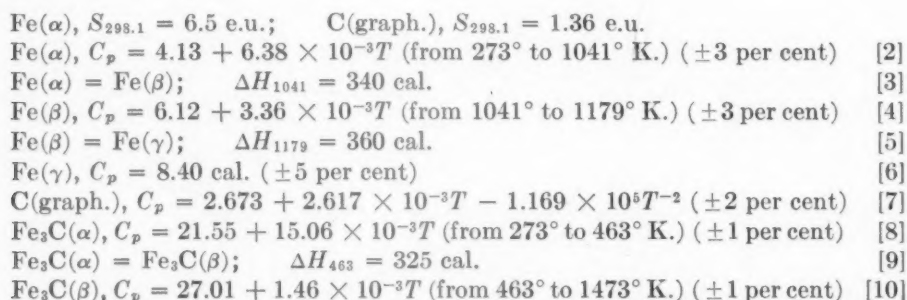 Fe(α), S₂₉₈.₁ = 6.5 e.u.; C(graph.), S₂₉₈.₁ = 1.36 e.u.
Fe(α), Cₚ = 4.13 + 6.38 × 10⁻³T (from 273° to 1041° K.) (±3 per cent) [2]
Fe(α) = Fe(β); ΔH₁₀₄₁ = 340 cal. [3]
Fe(β), Cₚ = 6.12 + 3.36 × 10⁻³T (from 1041° to 1179° K.) (±3 per cent) [4]
Fe(β) = Fe(γ); ΔH₁₁₇₉ = 360 cal. [5]
Fe(γ), Cₚ = 8.40 cal. (±5 per cent) [6]
C(graph.), Cₚ = 2.673 + 2.617 × 10⁻³T − 1.169 × 10⁵T⁻² (±2 per cent) [7]
Fe₃C(α), Cₚ = 21.55 + 15.06 × 10⁻³T (from 273° to 463° K.) (±1 per cent) [8]
Fe₃C(α) = Fe₃C(β); ΔH₄₆₃ = 325 cal. [9]
Fe₃C(β), Cₚ = 27.01 + 1.46 × 10⁻³T (from 463° to 1473° K.) (±1 per cent) [10]